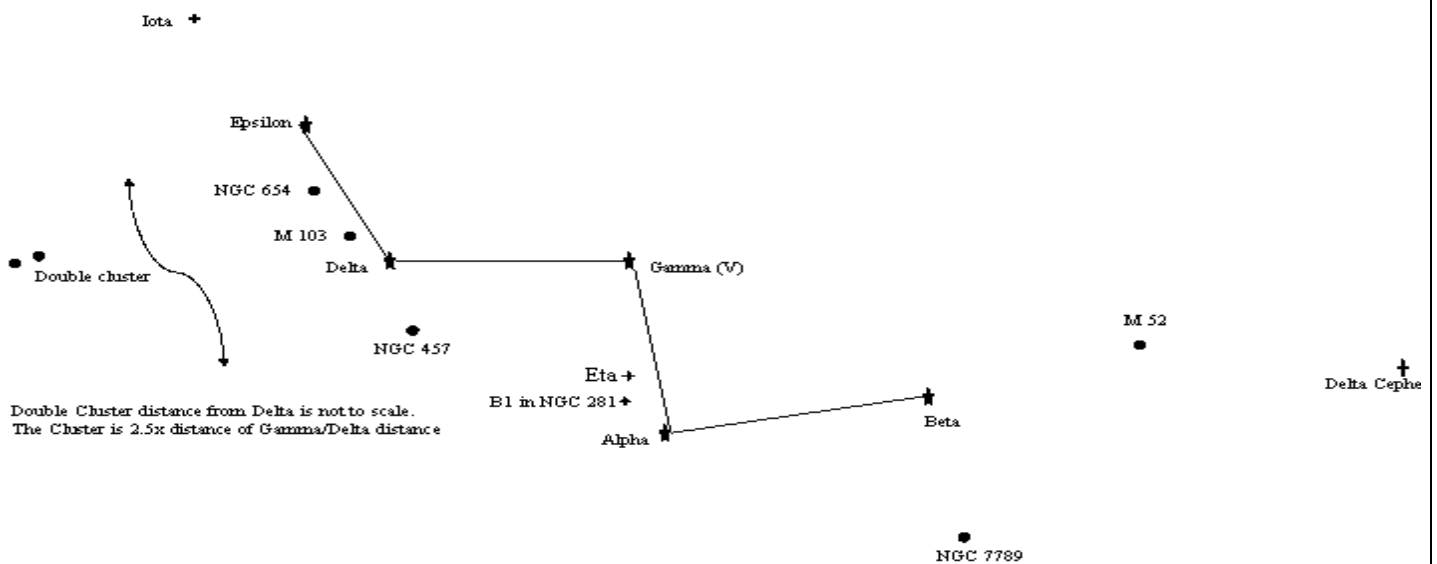 Iota
Epsilon
NGC 654
M 103
Delta
Gamma (V)
Double cluster
M 52
NGC 457
Eta
Delta Cephe
B1 in NGC 281
Double Cluster distance from Delta is not to scale.
The Cluster is 2.5x distance of Gamma/Delta distance
Beta
Alpha
NGC 7789